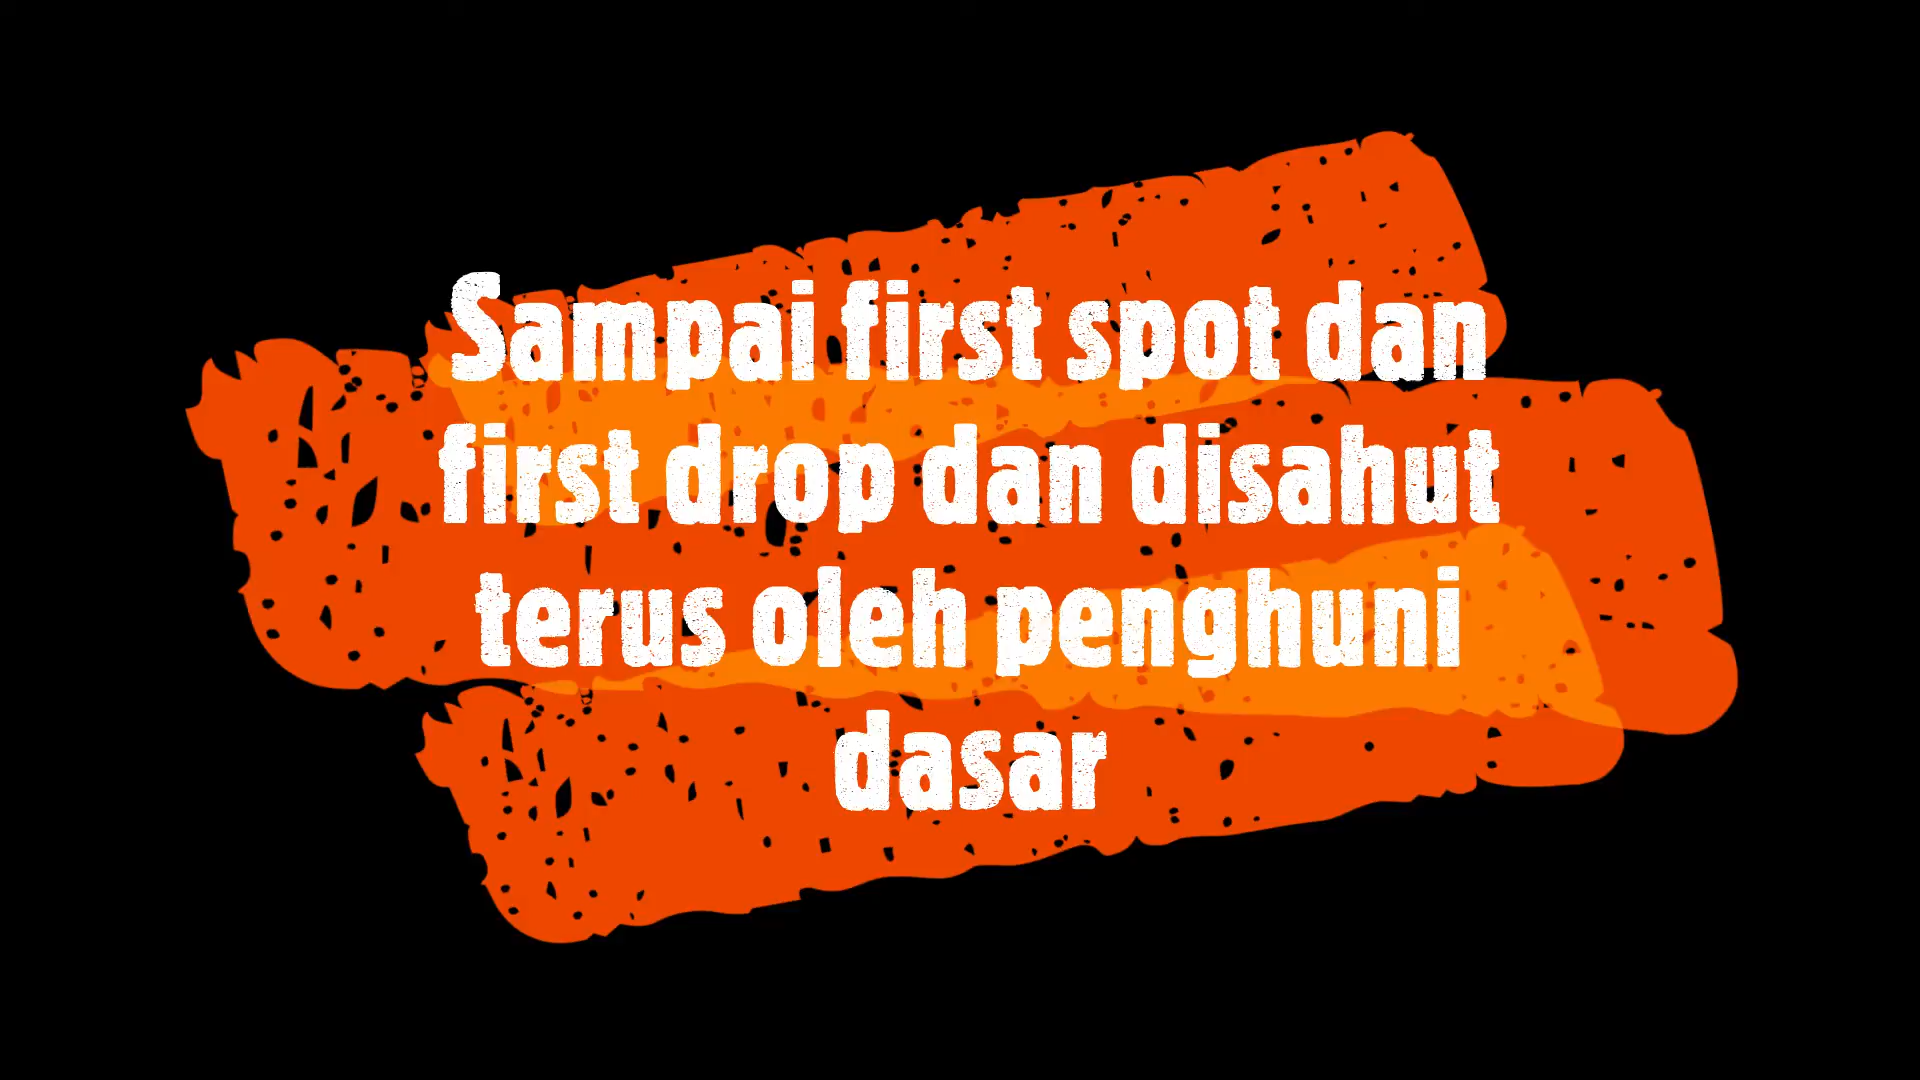 Sampai first spot dan
first drop dan disahut
terus oleh penghuni
dasar